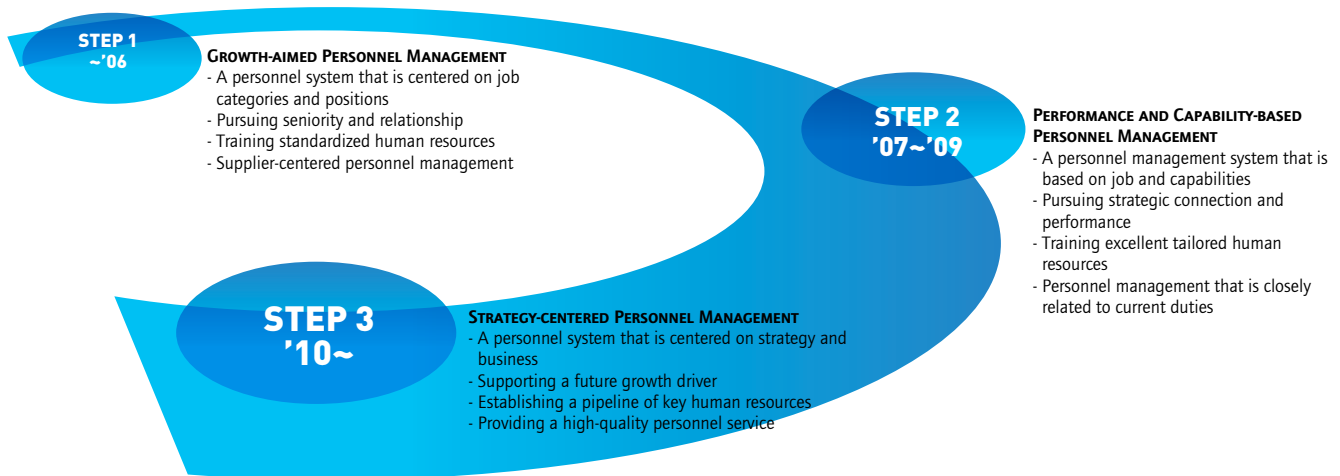 STEP 1
~’06
GROWTH-AIMED PERSONNEL MANAGEMENT
- A personnel system that is centered on job
categories and positions
- Pursuing seniority and relationship
- Training standardized human resources
- Supplier-centered personnel management
STEP 2
’07~’09
PERFORMANCE AND CAPABILITY-BASED
PERSONNEL MANAGEMENT
- A personnel management system that is
based on job and capabilities
- Pursuing strategic connection and
performance
- Training excellent tailored human
resources
- Personnel management that is closely
related to current duties
STEP 3
’10~
STRATEGY-CENTERED PERSONNEL MANAGEMENT
- A personnel system that is centered on strategy and
business
- Supporting a future growth driver
- Establishing a pipeline of key human resources
- Providing a high-quality personnel service